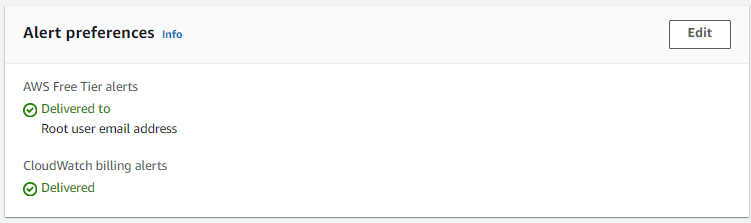 Alert preferences Info
Edit
AWS Free Tier alerts
Delivered to
Root user email address
CloudWatch billing alerts
Delivered